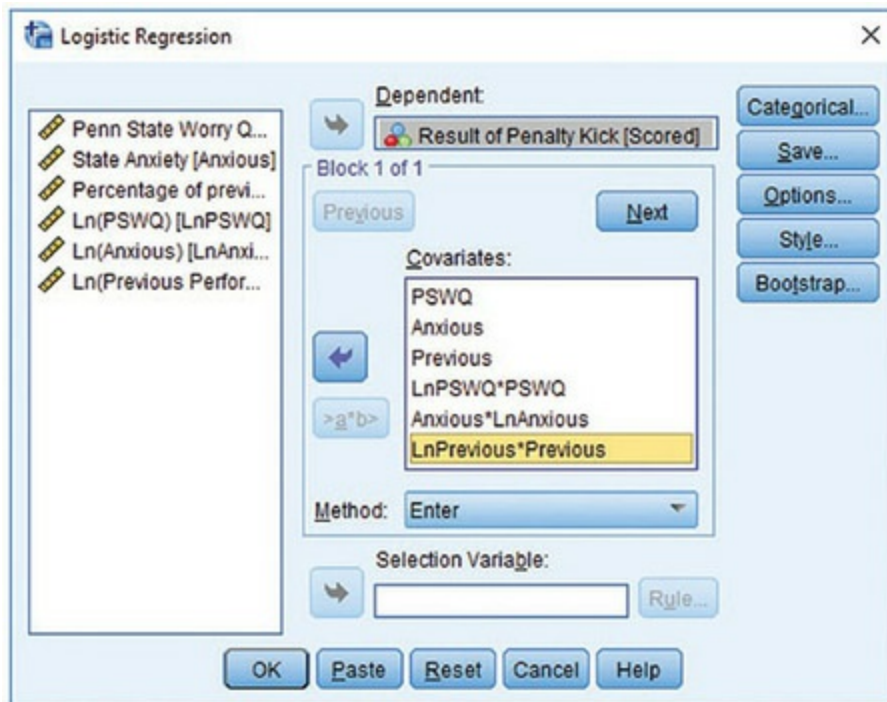 Logistic Regression
Penn State Worry Q...
State Anxiety [Anxious]
Percentage of previ...
Ln(PSWQ) [LnPSWQ]
Ln(Anxious) [LnAnxi...
Ln(Previous Perfor...
Dependent:
Result of Penalty Kick [Scored]
Block 1 of 1
Previous
Next
Covariates:
PSWQ
Anxious
Previous
LnPSWQ*PSWQ
Anxious*LnAnxious
LnPrevious*Previous
>a*b>
Method:
Enter
Selection Variable:
Rule...
Categorical...
Save...
Options...
Style...
Bootstrap...
OK
Paste
Reset
Cancel
Help